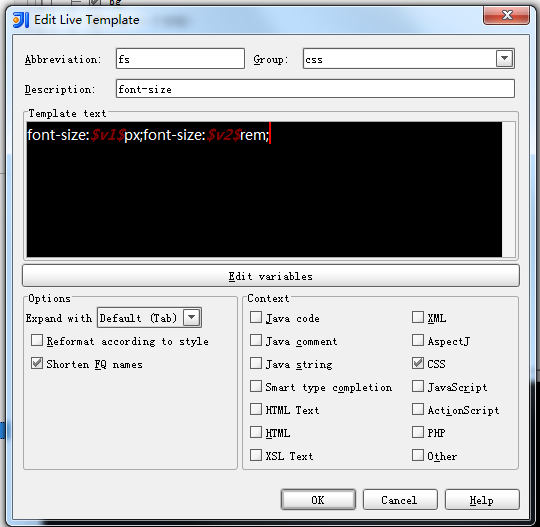 Edit Live Template
Abbreviation: fs Group: css
Description: font-size
Template text
font-size:$v1$px;font-size:$v2$rem;
Edit variables
Options
Expand with Default (Tab)
Reformat according to style
Shorten FQ names
Context
Java code XML
Java comment AspectJ
Java string CSS
Smart type completion JavaScript
HTML Text ActionScript
HTML PHP
XSL Text Other
OK Cancel Help